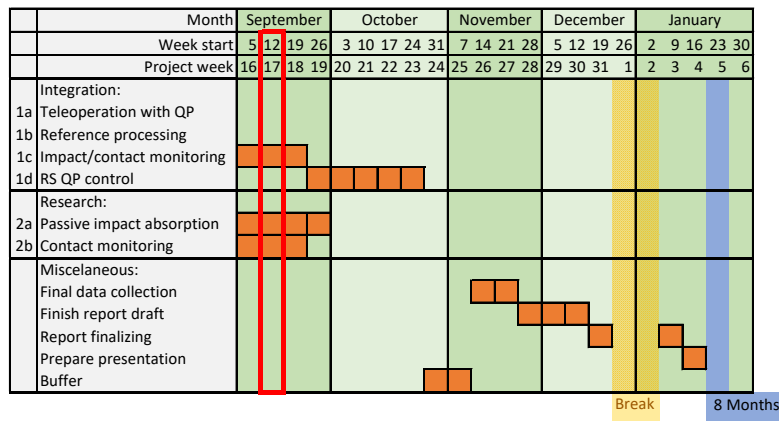 Month September October November December January
Week start 5 12 19 26 3 10 17 24 31 7 14 21 28 5 12 19 26 2 9 16 23 30
Project week 16 17 18 19 20 21 22 23 24 25 26 27 28 29 30 31 1 2 3 4 5 6
Integration:
1a Teleoperation with QP
1b Reference processing
1c Impact/contact monitoring
1d RS QP control
Research:
2a Passive impact absorption
2b Contact monitoring
Miscelaneous:
Final data collection
Finish report draft
Report finalizing
Prepare presentation
Buffer
Break 8 Months